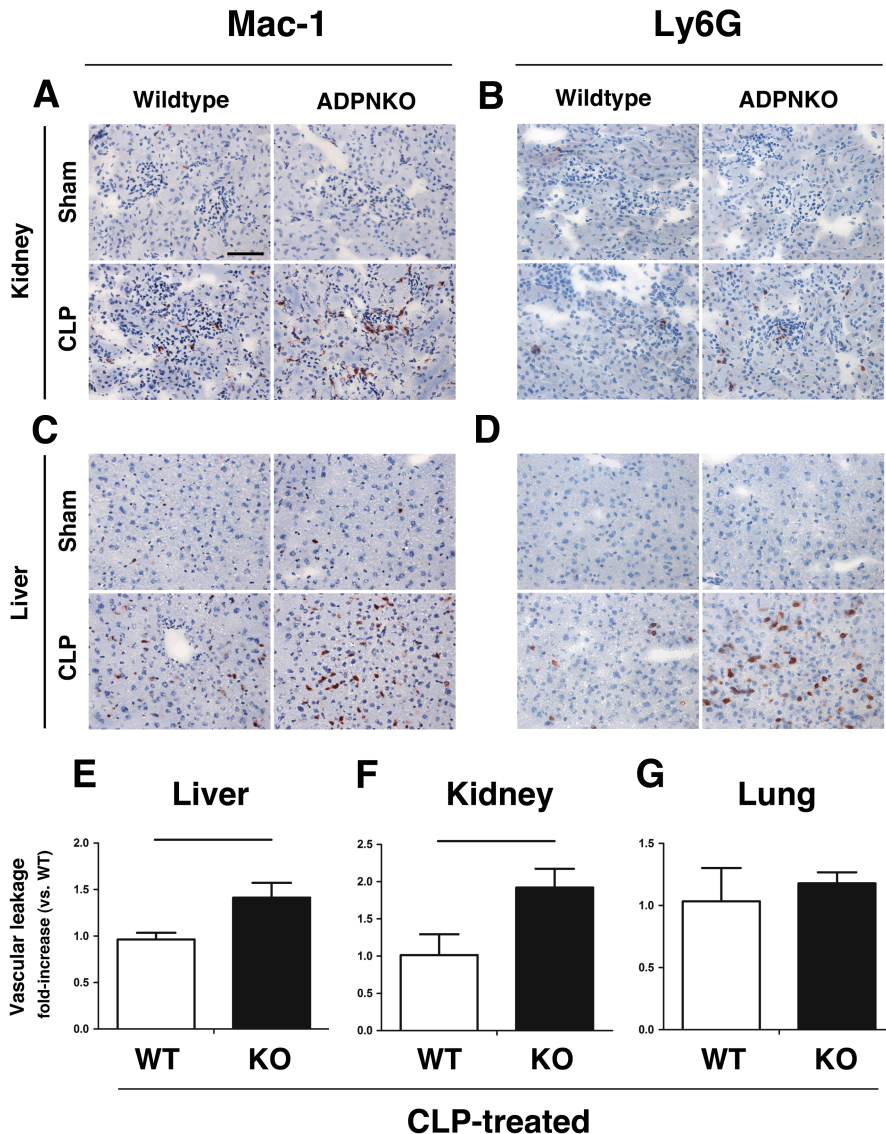 Mac-1 Ly6G
A B
Wildtype ADPNKO Wildtype ADPNKO
Kidney
Sham
CLP
C D
Liver
Sham
CLP
E F G
Liver Kidney Lung
Vascular leakage
fold-increase (vs. WT)
2.0
1.5
1.0
0.5
0.0
2.5
2.0
1.5
1.0
0.5
0.0
1.5
1.0
0.5
0.0
WT KO WT KO WT KO
CLP-treated